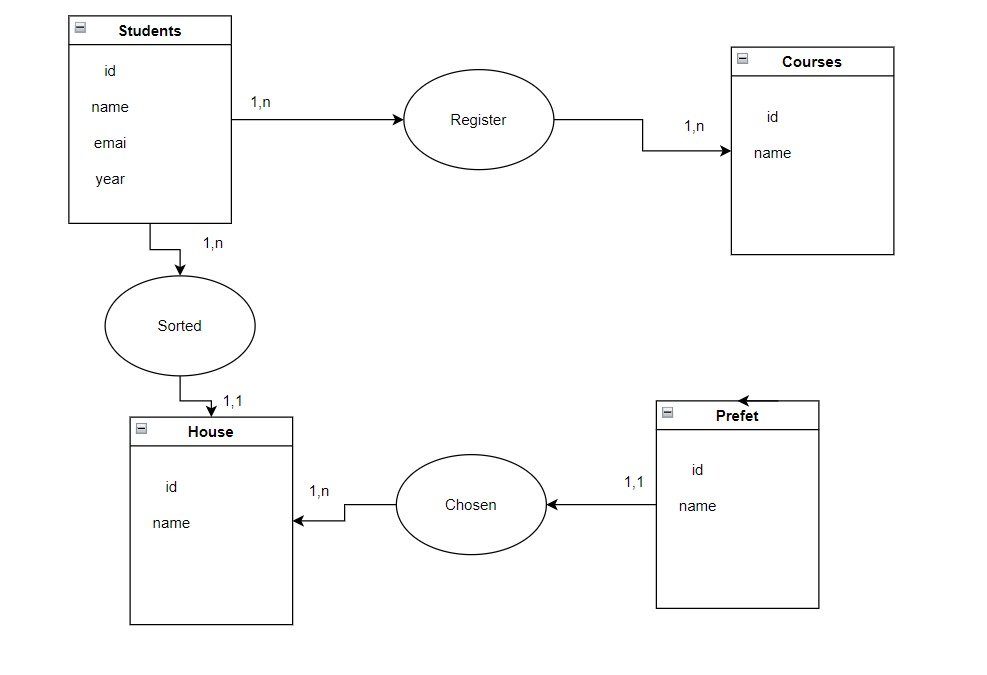 Students
id
name
emai
year
1,n
Register
1,n
Courses
id
name
1,n
Sorted
1,1
House
id
name
1,n
Chosen
1,1
Prefet
id
name